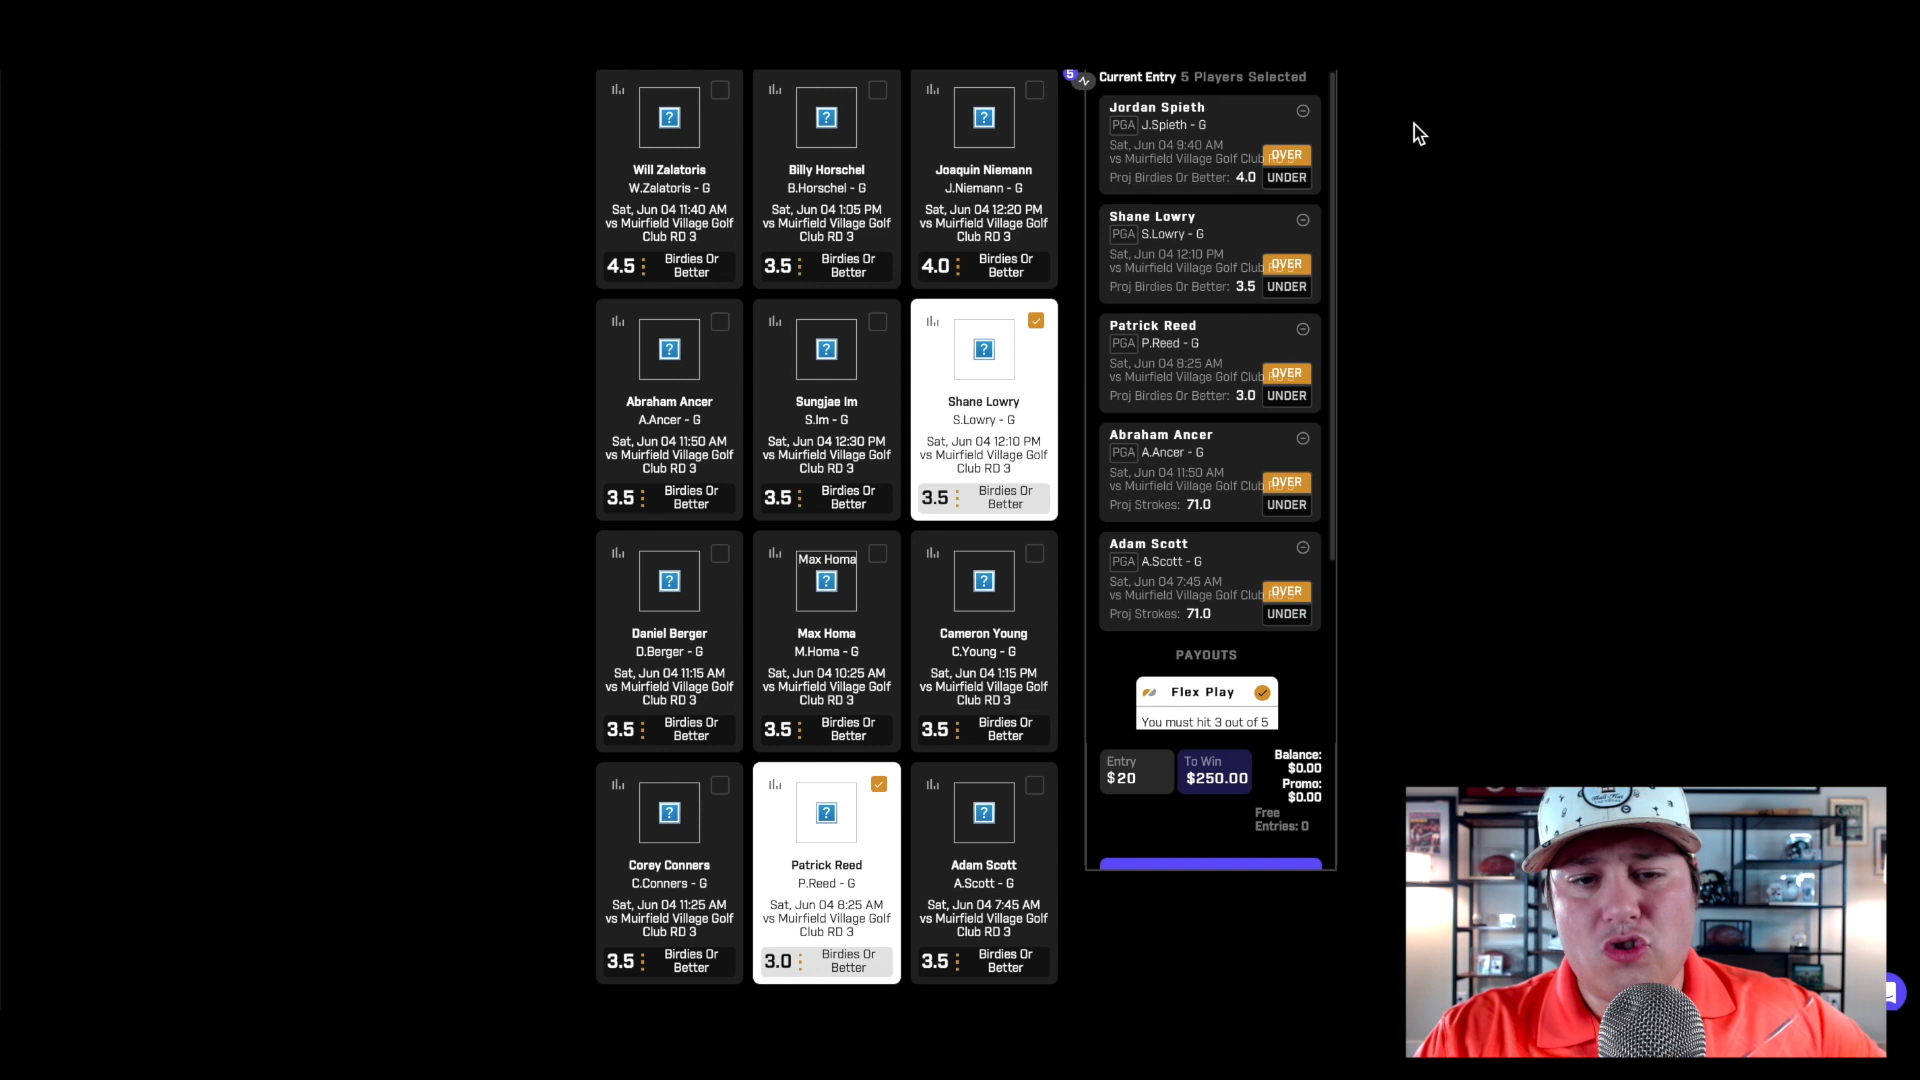 Will Zalatoris
W.Zalatoris - G
Sat, Jun 04 11:40 AM
vs Muirfield Village Golf
Club RD 3
4.5
Birdies Or
Better
Billy Horschel
B.Horschel - G
Sat, Jun 04 1:05 PM
vs Muirfield Village Golf
Club RD 3
3.5
Birdies Or
Better
Joaquin Niemann
J.Niemann - G
Sat, Jun 04 12:20 PM
vs Muirfield Village Golf
Club RD 3
4.0
Birdies Or
Better
Abraham Ancer
A.Ancer - G
Sat, Jun 04 11:50 AM
vs Muirfield Village Golf
Club RD 3
3.5
Birdies Or
Better
Sungjae Im
S.Im - G
Sat, Jun 04 12:30 PM
vs Muirfield Village Golf
Club RD 3
3.5
Birdies Or
Better
Shane Lowry
S.Lowry - G
Sat, Jun 04 12:10 PM
vs Muirfield Village Golf
Club RD 3
3.5
Birdies Or
Better
Daniel Berger
D.Berger - G
Sat, Jun 04 11:15 AM
vs Muirfield Village Golf
Club RD 3
3.5
Birdies Or
Better
Max Homa
Max Homa
M.Homa - G
Sat, Jun 04 10:25 AM
vs Muirfield Village Golf
Club RD 3
3.5
Birdies Or
Better
Cameron Young
C.Young - G
Sat, Jun 04 1:15 PM
vs Muirfield Village Golf
Club RD 3
3.5
Birdies Or
Better
Corey Conners
C.Conners - G
Sat, Jun 04 11:25 AM
vs Muirfield Village Golf
Club RD 3
3.5
Birdies Or
Better
Patrick Reed
P.Reed - G
Sat, Jun 04 8:25 AM
vs Muirfield Village Golf
Club RD 3
3.0
Birdies Or
Better
Adam Scott
A.Scott - G
Sat, Jun 04 7:45 AM
vs Muirfield Village Golf
Club RD 3
3.5
Birdies Or
Better
5
Current Entry 5 Players Selected
Jordan Spieth
PGA J.Spieth - G
Sat, Jun 04 9:40 AM
vs Muirfield Village Golf Club RD 3
OVER
Proj Birdies Or Better: 4.0 UNDER
Shane Lowry
PGA S.Lowry - G
Sat, Jun 04 12:10 PM
vs Muirfield Village Golf Club RD 3
OVER
Proj Birdies Or Better: 3.5 UNDER
Patrick Reed
PGA P.Reed - G
Sat, Jun 04 8:25 AM
vs Muirfield Village Golf Club RD 3
OVER
Proj Birdies Or Better: 3.0 UNDER
Abraham Ancer
PGA A.Ancer - G
Sat, Jun 04 11:50 AM
vs Muirfield Village Golf Club RD 3
OVER
Proj Strokes: 71.0 UNDER
Adam Scott
PGA A.Scott - G
Sat, Jun 04 7:45 AM
vs Muirfield Village Golf Club RD 3
OVER
Proj Strokes: 71.0 UNDER
PAYOUTS
Flex Play
You must hit 3 out of 5
Entry
$20
To Win
$250.00
Balance:
$0.00
Promo:
$0.00
Free
Entries: 0